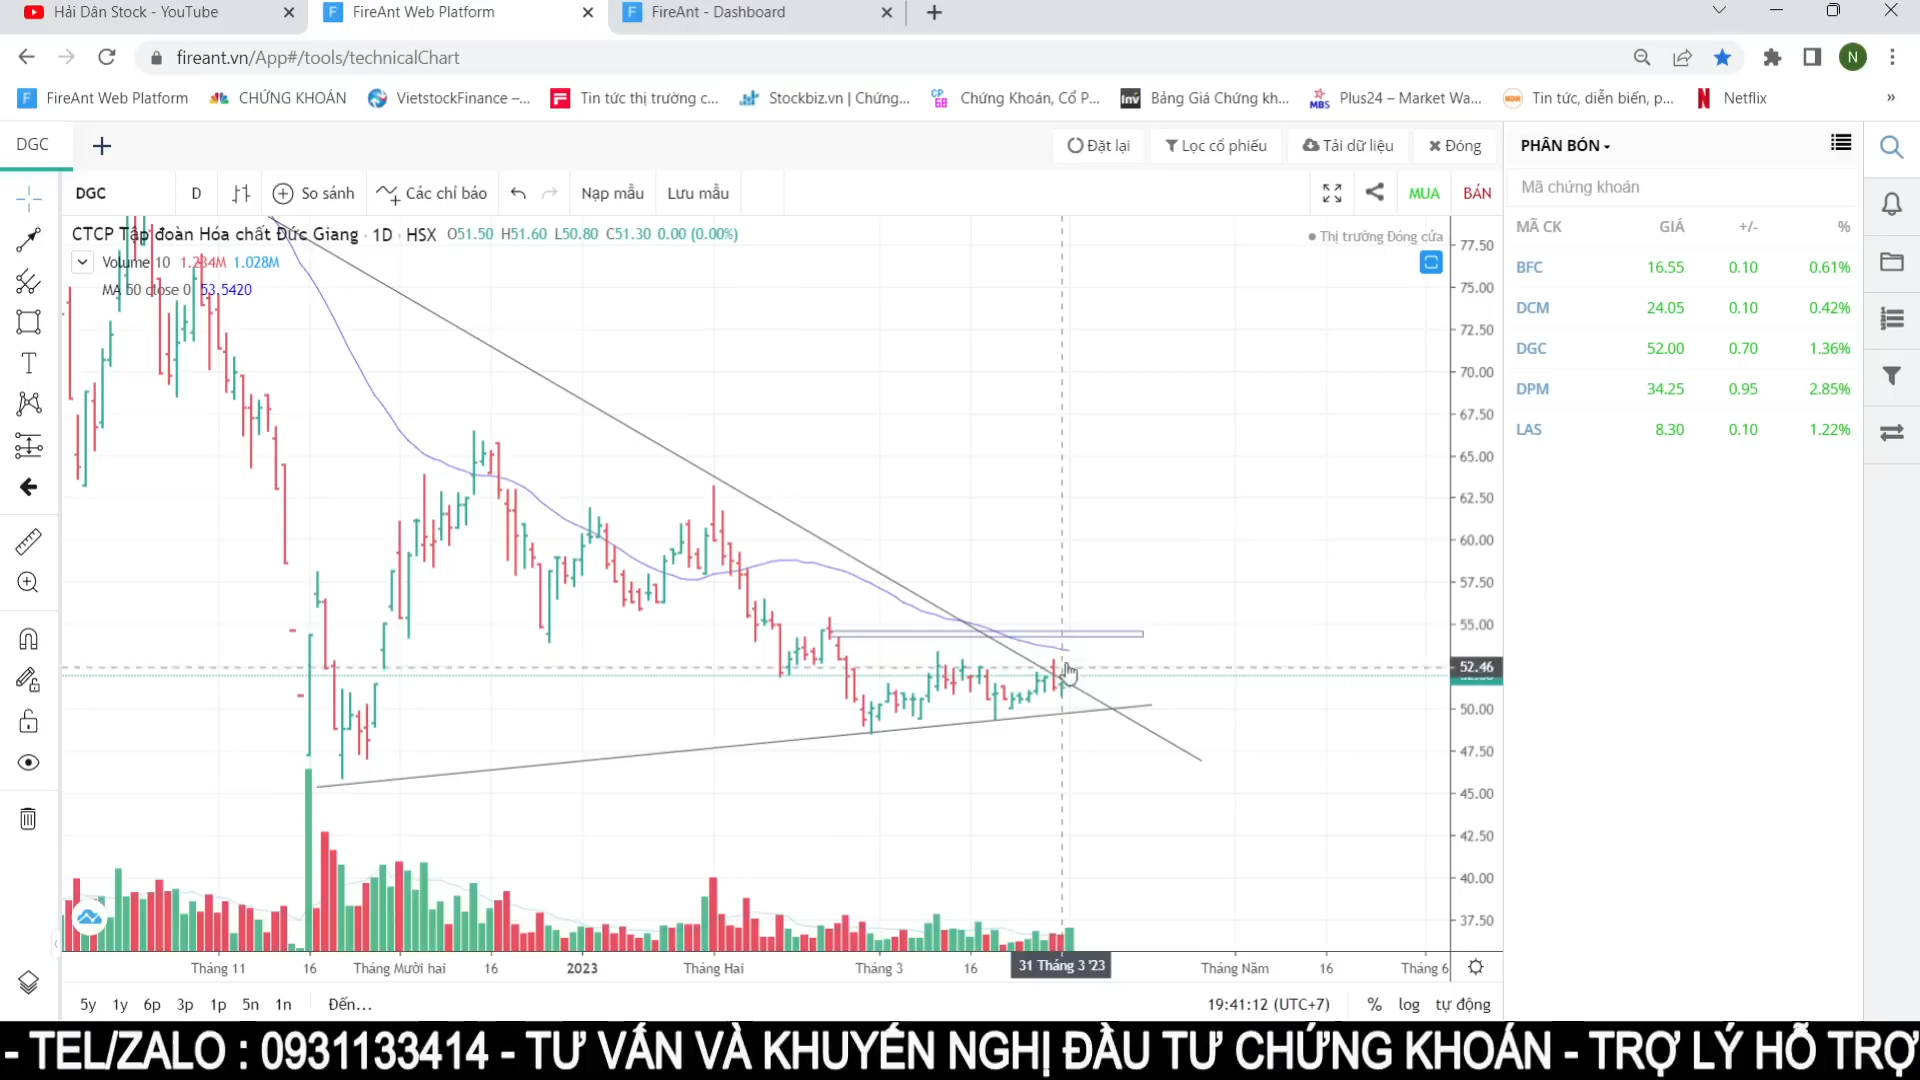 Hải Dân Stock - YouTube
FireAnt Web Platform
FireAnt - Dashboard
fireant.vn/App#/tools/technicalChart
N
FireAnt Web Platform
CHỨNG KHOÁN
VietstockFinance –...
Tin tức thị trường c...
Stockbiz.vn | Chứng...
Chứng Khoán, Cổ P...
Bảng Giá Chứng kh...
Plus24 – Market Wa...
Tin tức, diễn biến, p...
Netflix
DGC
Đặt lại
Lọc cổ phiếu
Tải dữ liệu
Đóng
DGC
D
So sánh
Các chỉ báo
Nạp mẫu
Lưu mẫu
MUA
BÁN
CTCP Tập đoàn Hóa chất Đức Giang · 1D · HSX O51.50 H51.60 L50.80 C51.30 0.00 (0.00%)
Thị trường Đóng cửa
Volume 10 1.234M 1.028M
MA 50 close 0 53.5420
77.50
75.00
72.50
70.00
67.50
65.00
62.50
60.00
57.50
55.00
52.46
50.00
47.50
45.00
42.50
40.00
37.50
Tháng 11
16
Tháng Mười hai
16
2023
Tháng Hai
Tháng 3
16
31 Tháng 3 '23
Tháng Năm
16
Tháng 6
5y 1y 6p 3p 1p 5n 1n Đến...
19:41:12 (UTC+7) % log tự động
PHÂN BÓN
Mã chứng khoán
MÃ CK GIÁ +/- %
BFC 16.55 0.10 0.61%
DCM 24.05 0.10 0.42%
DGC 52.00 0.70 1.36%
DPM 34.25 0.95 2.85%
LAS 8.30 0.10 1.22%
- TEL/ZALO : 0931133414 - TƯ VẤN VÀ KHUYẾN NGHỊ ĐẦU TƯ CHỨNG KHOÁN - TRỢ LÝ HỖ TRỢ